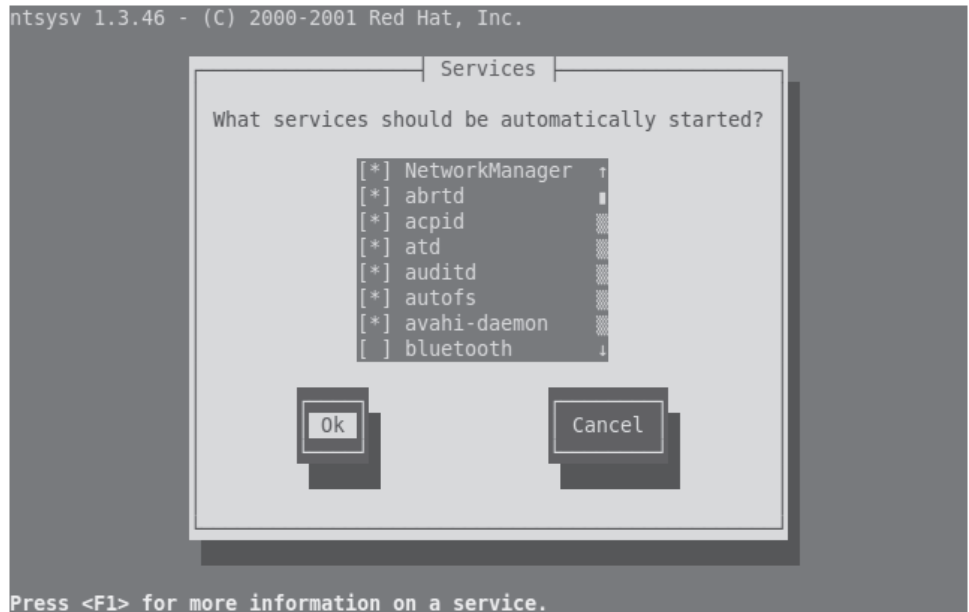 ntsysv 1.3.46 - (C) 2000-2001 Red Hat, Inc.
Services
What services should be automatically started?
[*] NetworkManager ↑
[*] abrtd
[*] acpid
[*] atd
[*] auditd
[*] autofs
[*] avahi-daemon
[ ] bluetooth ↓
Ok Cancel
Press <F1> for more information on a service.